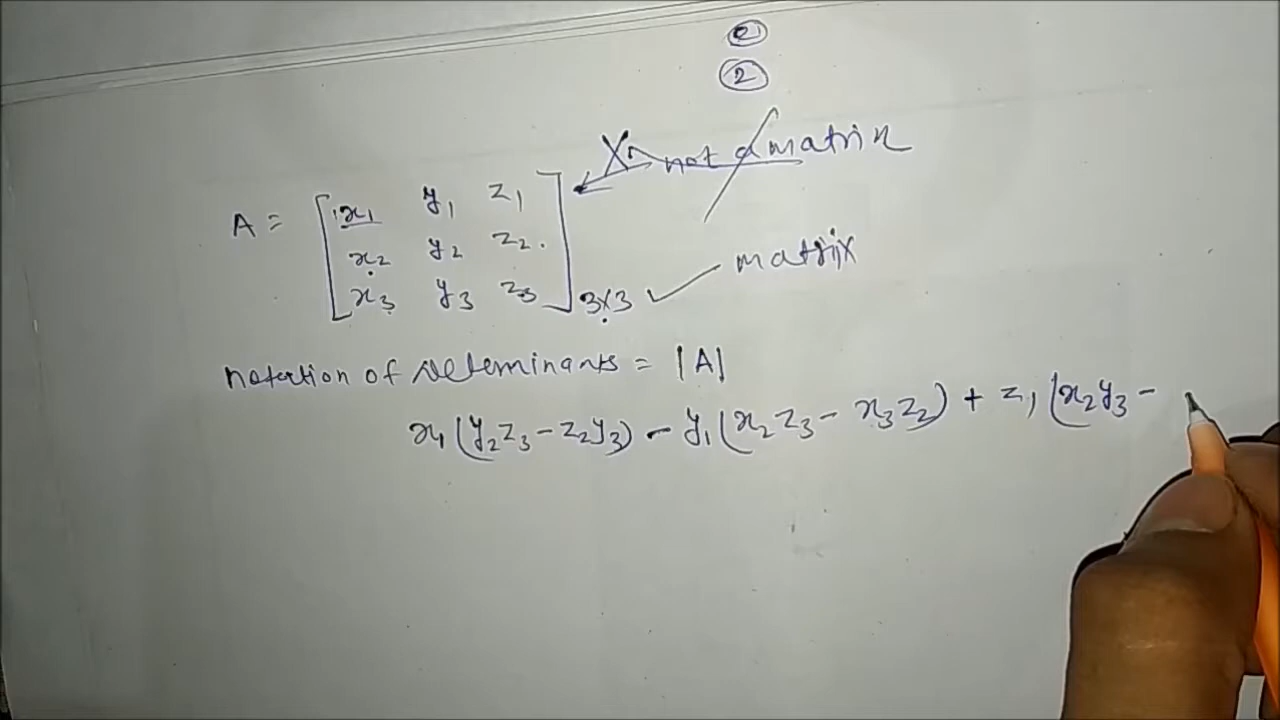 2
2
X not a matrix
A = [ x₁ y₁ z₁
x₂ y₂ z₂.
x₃ y₃ z₃ ] 3×3 ✓ matrix
notation of determinants = |A|
x₁ (y₂z₃ - z₂y₃) - y₁ (x₂z₃ - x₃z₂) + z₁ (x₂y₃ -